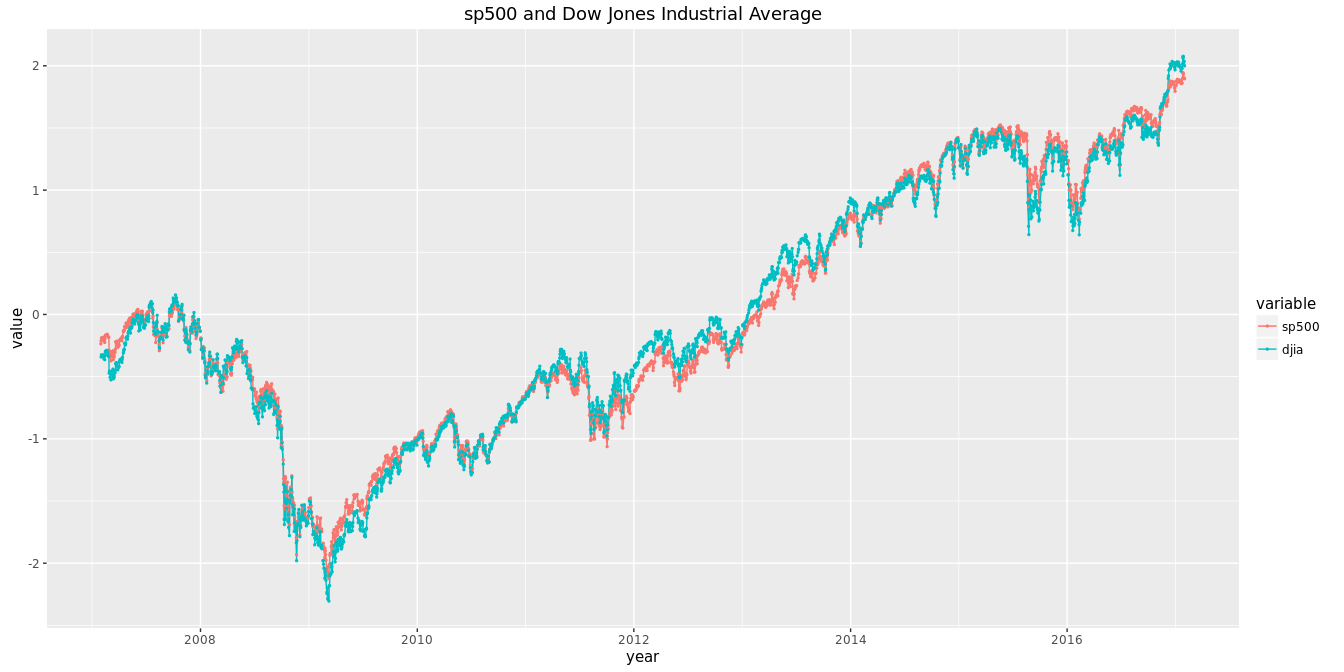 sp500 and Dow Jones Industrial Average
2
1
0
-1
-2
value
2008
2010
2012
2014
2016
year
variable
sp500
djia